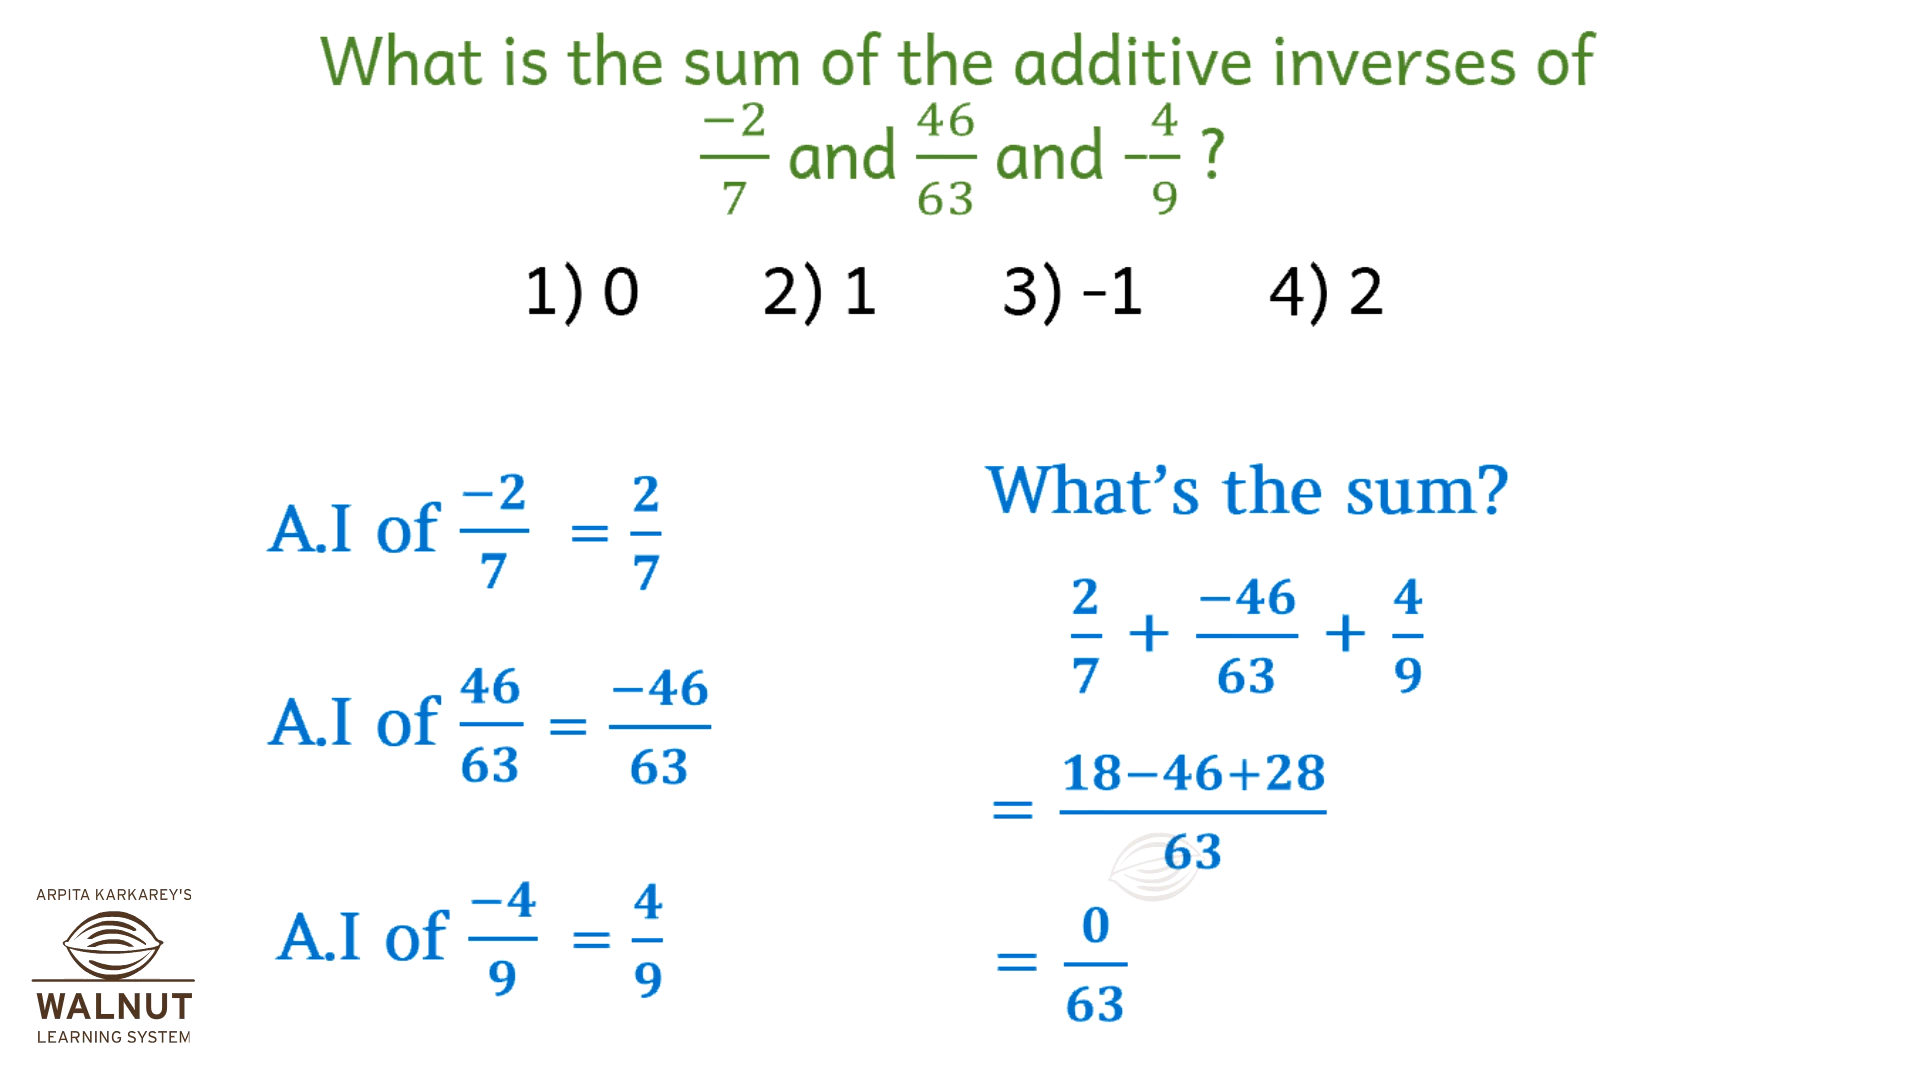 What is the sum of the additive inverses of
−2/7 and 46/63 and -4/9 ?
1) 0 2) 1 3) -1 4) 2
A.I of −2/7 = 2/7
A.I of 46/63 = −46/63
A.I of −4/9 = 4/9
What’s the sum?
2/7 + −46/63 + 4/9
= 18−46+28/63
= 0/63
ARPITA KARKAREY'S
WALNUT
LEARNING SYSTEM